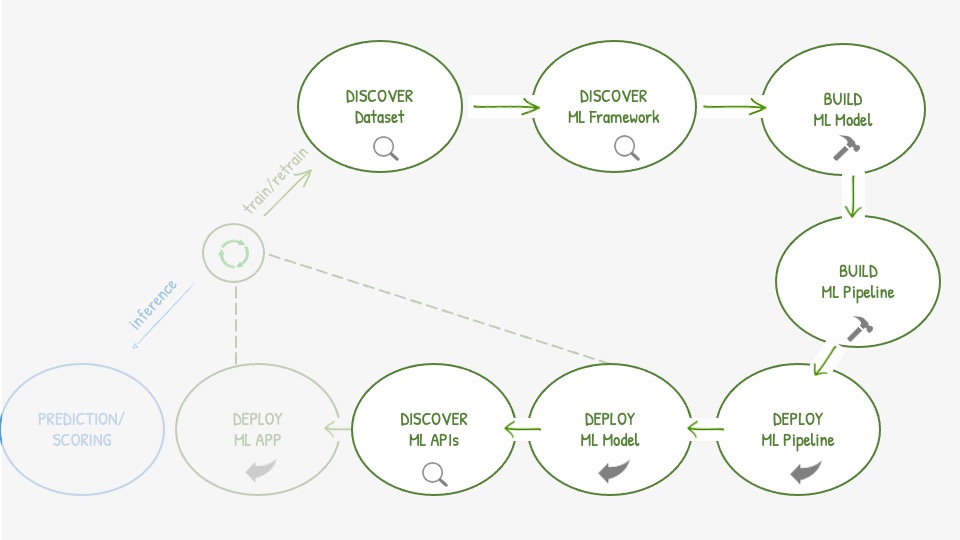 DISCOVER
Dataset
DISCOVER
ML Framework
BUILD
ML Model
train/retrain
BUILD
ML Pipeline
inference
PREDICTION/
SCORING
DEPLOY
ML APP
DISCOVER
ML APIs
DEPLOY
ML Model
DEPLOY
ML Pipeline